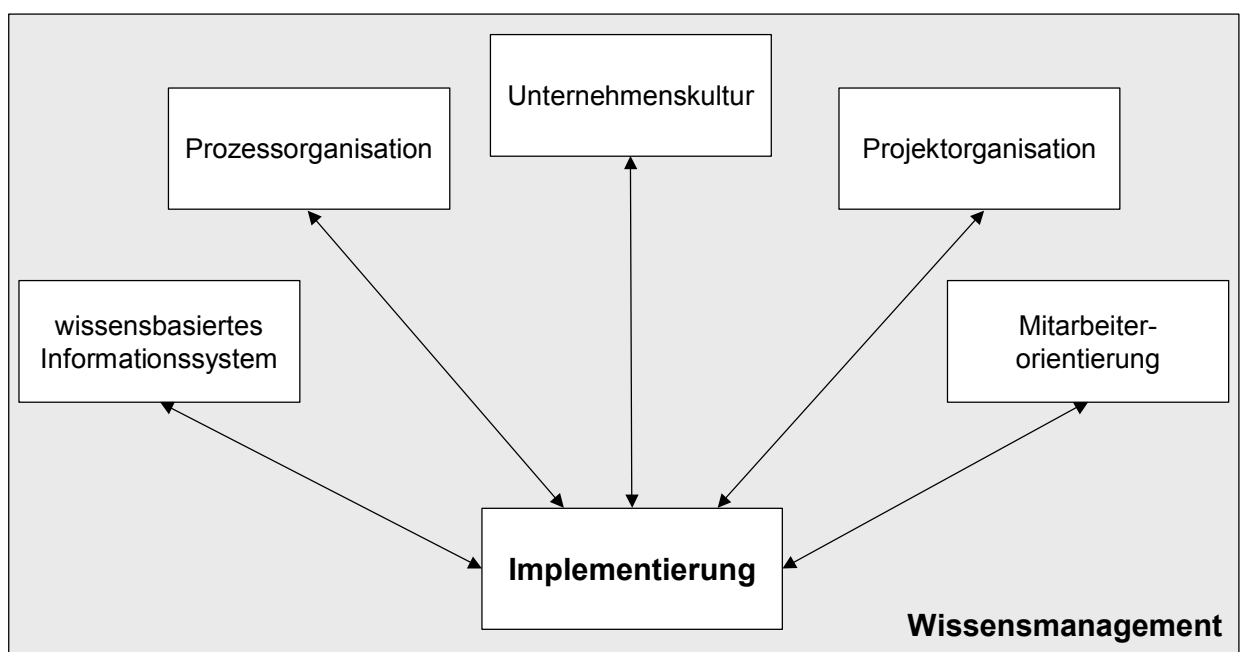 Unternehmenskultur
Prozessorganisation
Projektorganisation
wissensbasiertes
Informationssystem
Mitarbeiter-
orientierung
Implementierung
Wissensmanagement